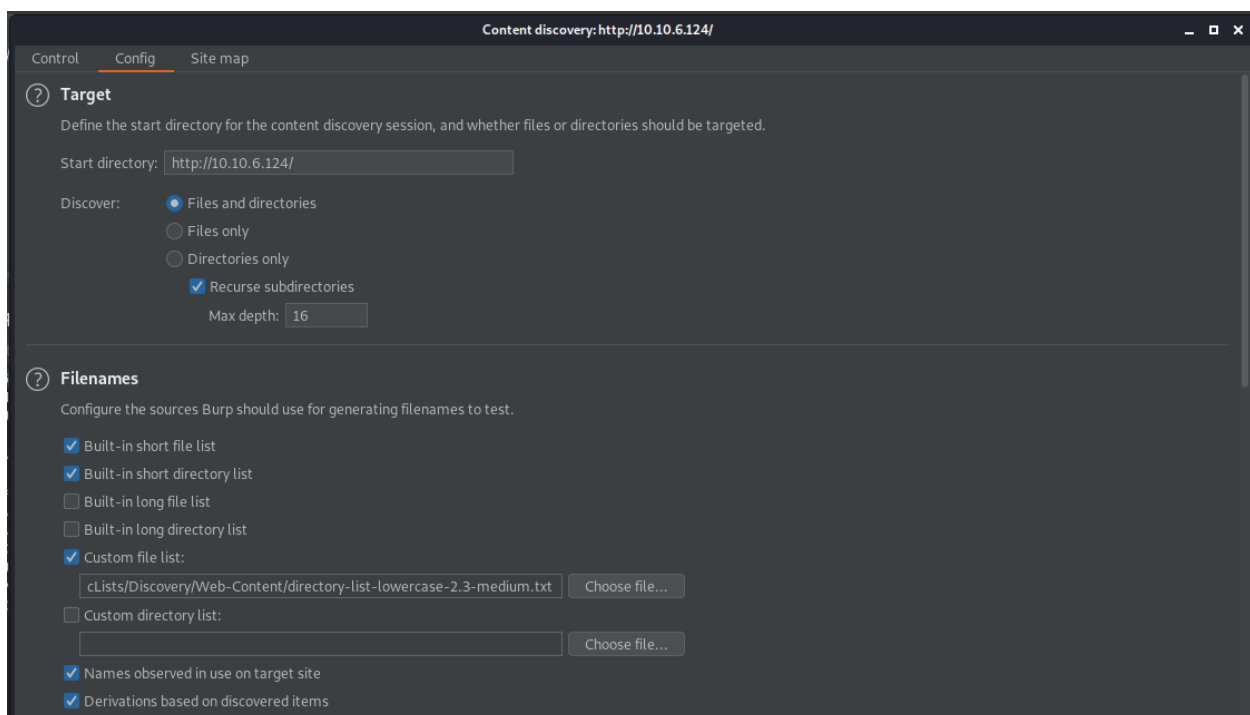 Content discovery: http://10.10.6.124/
Control Config Site map
? Target
Define the start directory for the content discovery session, and whether files or directories should be targeted.
Start directory: http://10.10.6.124/
Discover: Files and directories
Files only
Directories only
Recurse subdirectories
Max depth: 16
? Filenames
Configure the sources Burp should use for generating filenames to test.
Built-in short file list
Built-in short directory list
Built-in long file list
Built-in long directory list
Custom file list:
cLists/Discovery/Web-Content/directory-list-lowercase-2.3-medium.txt Choose file...
Custom directory list:
Choose file...
Names observed in use on target site
Derivations based on discovered items